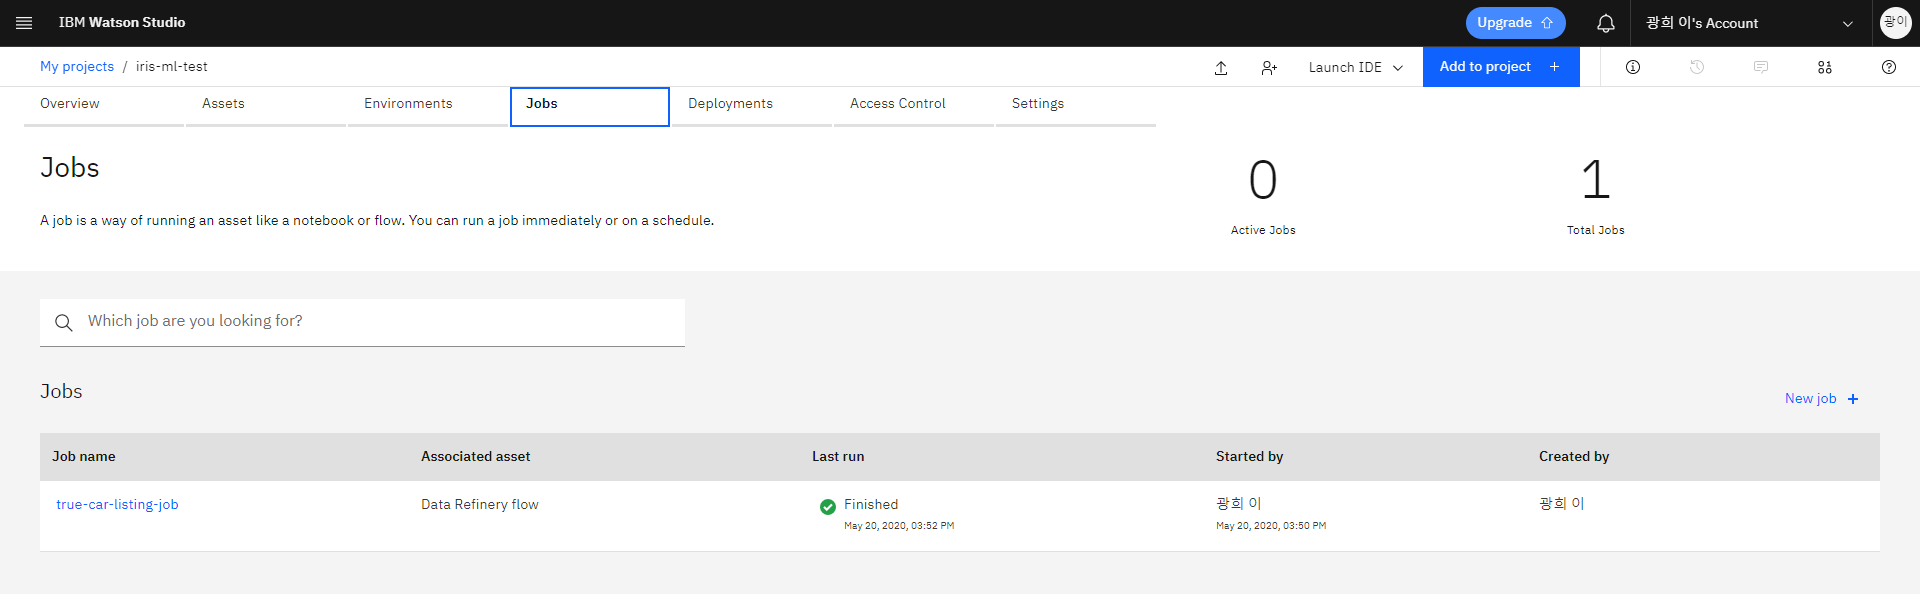 IBM Watson Studio
Upgrade
광희 이's Account
광이
My projects / iris-ml-test
Launch IDE
Add to project +
Overview
Assets
Environments
Jobs
Deployments
Access Control
Settings
Jobs
A job is a way of running an asset like a notebook or flow. You can run a job immediately or on a schedule.
0
Active Jobs
1
Total Jobs
Which job are you looking for?
Jobs
New job +
Job name Associated asset Last run Started by Created by
true-car-listing-job Data Refinery flow Finished 광희 이 광희 이
May 20, 2020, 03:52 PM May 20, 2020, 03:50 PM